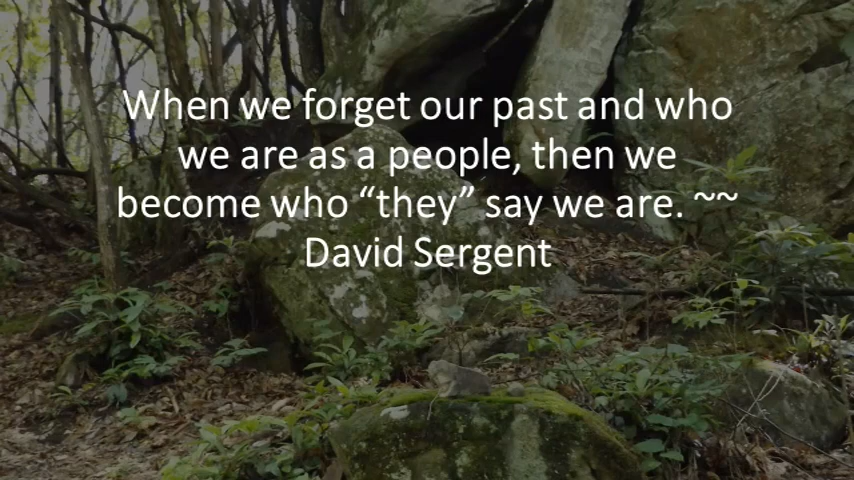 When we forget our past and who
we are as a people, then we
become who “they” say we are. ~~
David Sergent